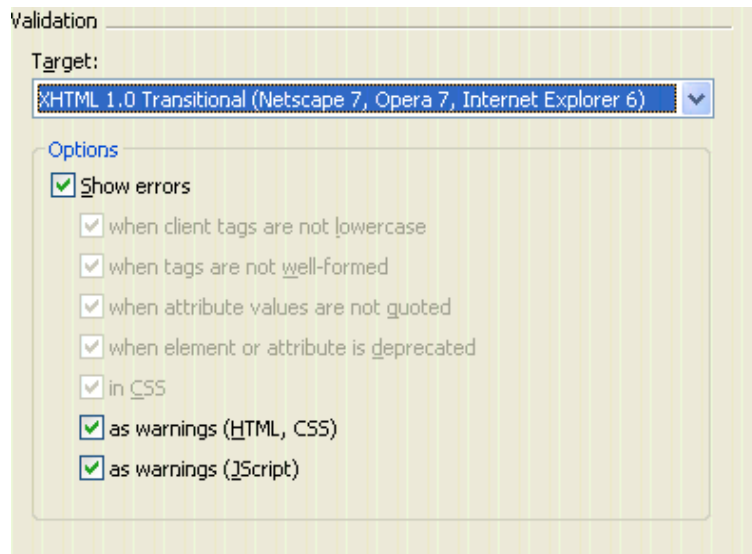 Validation
Target:
XHTML 1.0 Transitional (Netscape 7, Opera 7, Internet Explorer 6)
Options
Show errors
when client tags are not lowercase
when tags are not well-formed
when attribute values are not quoted
when element or attribute is deprecated
in CSS
as warnings (HTML, CSS)
as warnings (JScript)